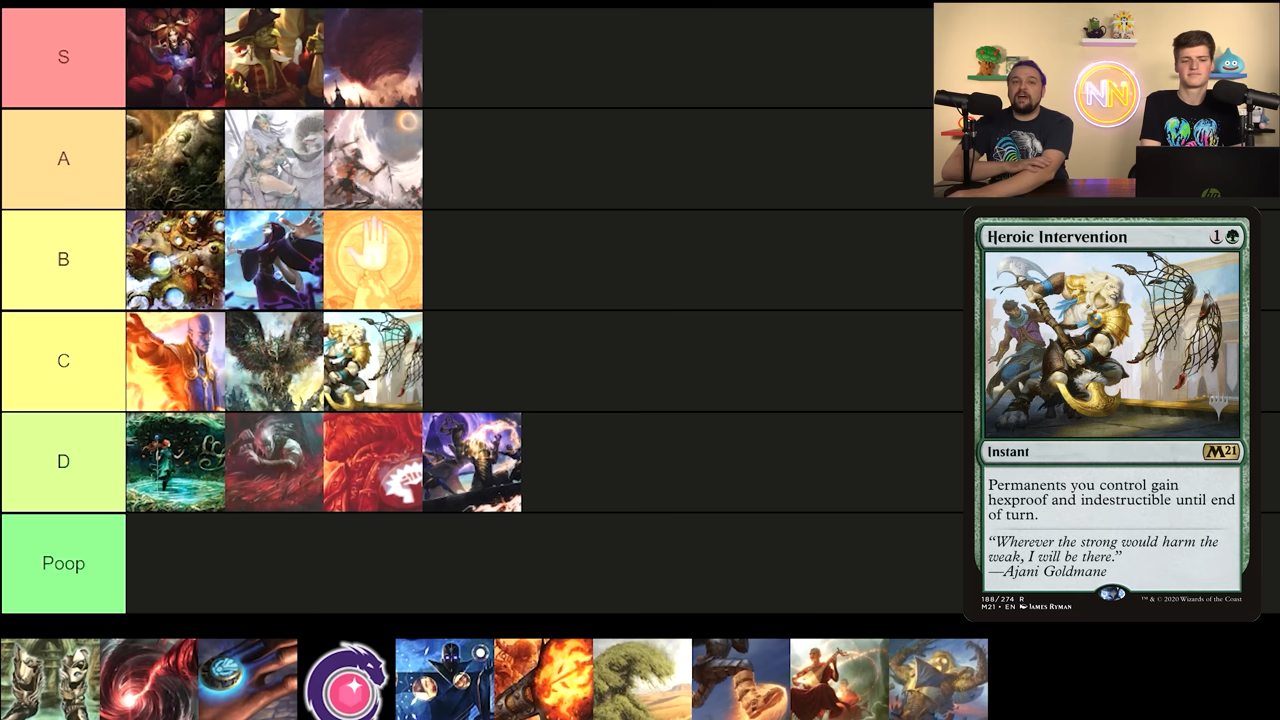 S
A
B
C
D
Poop
NN
hp
Heroic Intervention 1
Instant M21
Permanents you control gain
hexproof and indestructible until end
of turn.
“Wherever the strong would harm the
weak, I will be there.”
—Ajani Goldmane
188/274 R
M21 • EN James Ryman
™ & © 2020 Wizards of the Coast